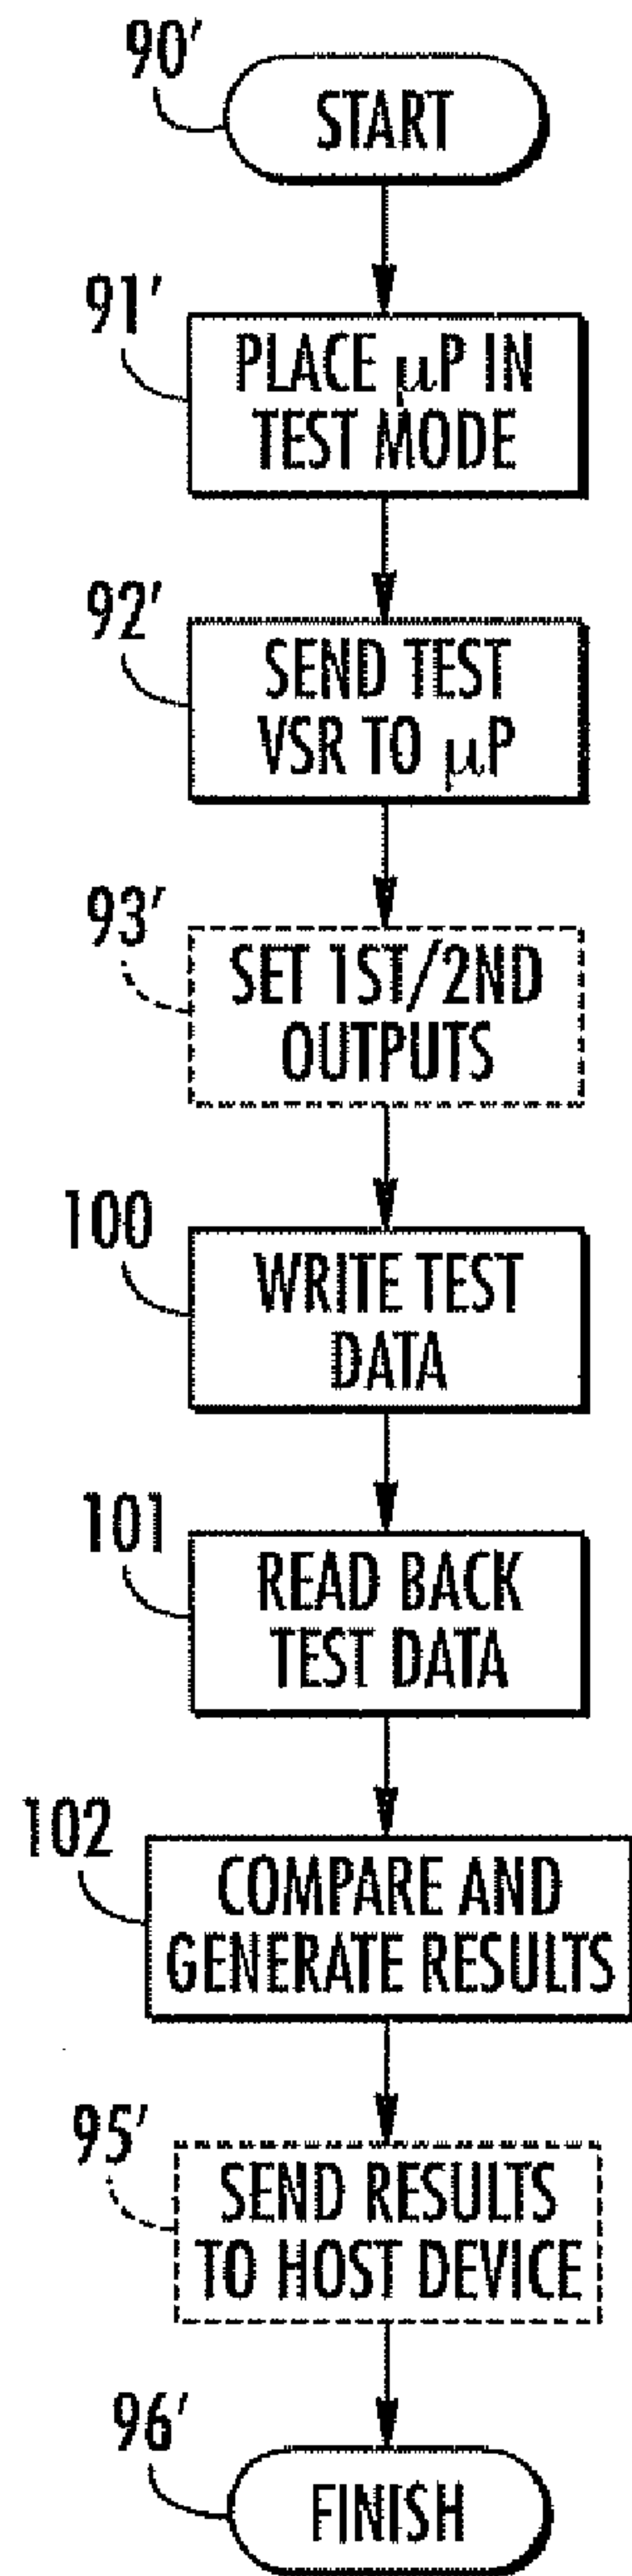 90'
START
91'
PLACE μP IN
TEST MODE
92'
SEND TEST
VSR TO μP
93'
SET 1ST/2ND
OUTPUTS
100
WRITE TEST
DATA
101
READ BACK
TEST DATA
102
COMPARE AND
GENERATE RESULTS
95'
SEND RESULTS
TO HOST DEVICE
96'
FINISH